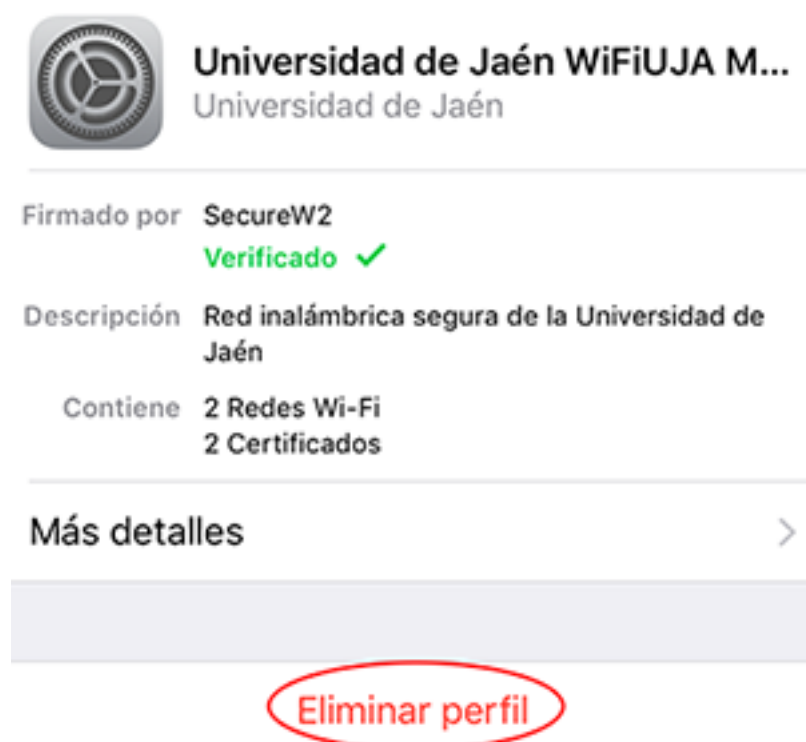 Universidad de Jaén WiFiUJA M...
Universidad de Jaén
Firmado por SecureW2
Verificado ✓
Descripción Red inalámbrica segura de la Universidad de
Jaén
Contiene 2 Redes Wi-Fi
2 Certificados
Más detalles
Eliminar perfil